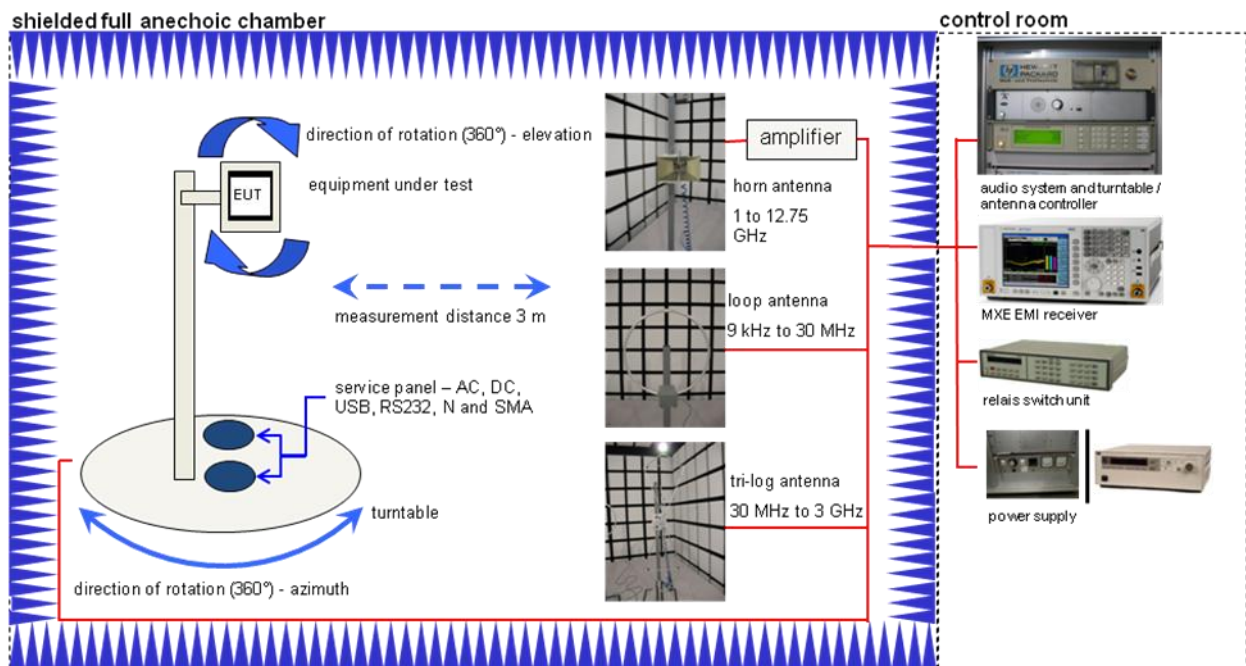 shielded full anechoic chamber
control room
direction of rotation (360°) - elevation
equipment under test
EUT
measurement distance 3 m
service panel – AC, DC,
USB, RS232, N and SMA
turntable
direction of rotation (360°) - azimuth
amplifier
horn antenna
1 to 12.75
GHz
loop antenna
9 kHz to 30 MHz
tri-log antenna
30 MHz to 3 GHz
HEWLETT
PACKARD
audio system and turntable /
antenna controller
MXE EMI receiver
relais switch unit
power supply